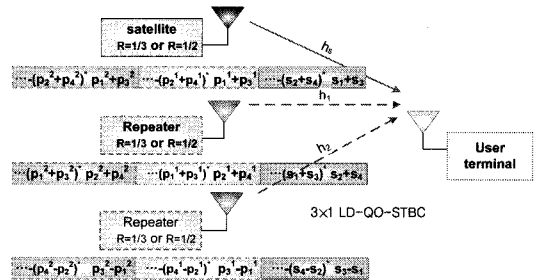 satellite
R=1/3 or R=1/2
hs
···-(p₂²+p₄²)* p₁²+p₃² ···-(p₂¹+p₄¹)* p₁¹+p₃¹ ···-(s₂+s₄)* s₁+s₃
h₁
Repeater
R=1/3 or R=1/2
User
terminal
h₂
···(p₁²+p₃²)* p₂²+p₄² ···(p₁¹+p₃¹)* p₂¹+p₄¹ ···(s₁+s₃)* s₂+s₄
Repeater
R=1/3 or R=1/2
3×1 LD-QO-STBC
···-(p₄²-p₂²)* p₃²-p₁² ···-(p₄¹-p₂¹)* p₃¹-p₁¹ ···-(s₄-s₂)* s₃-s₁